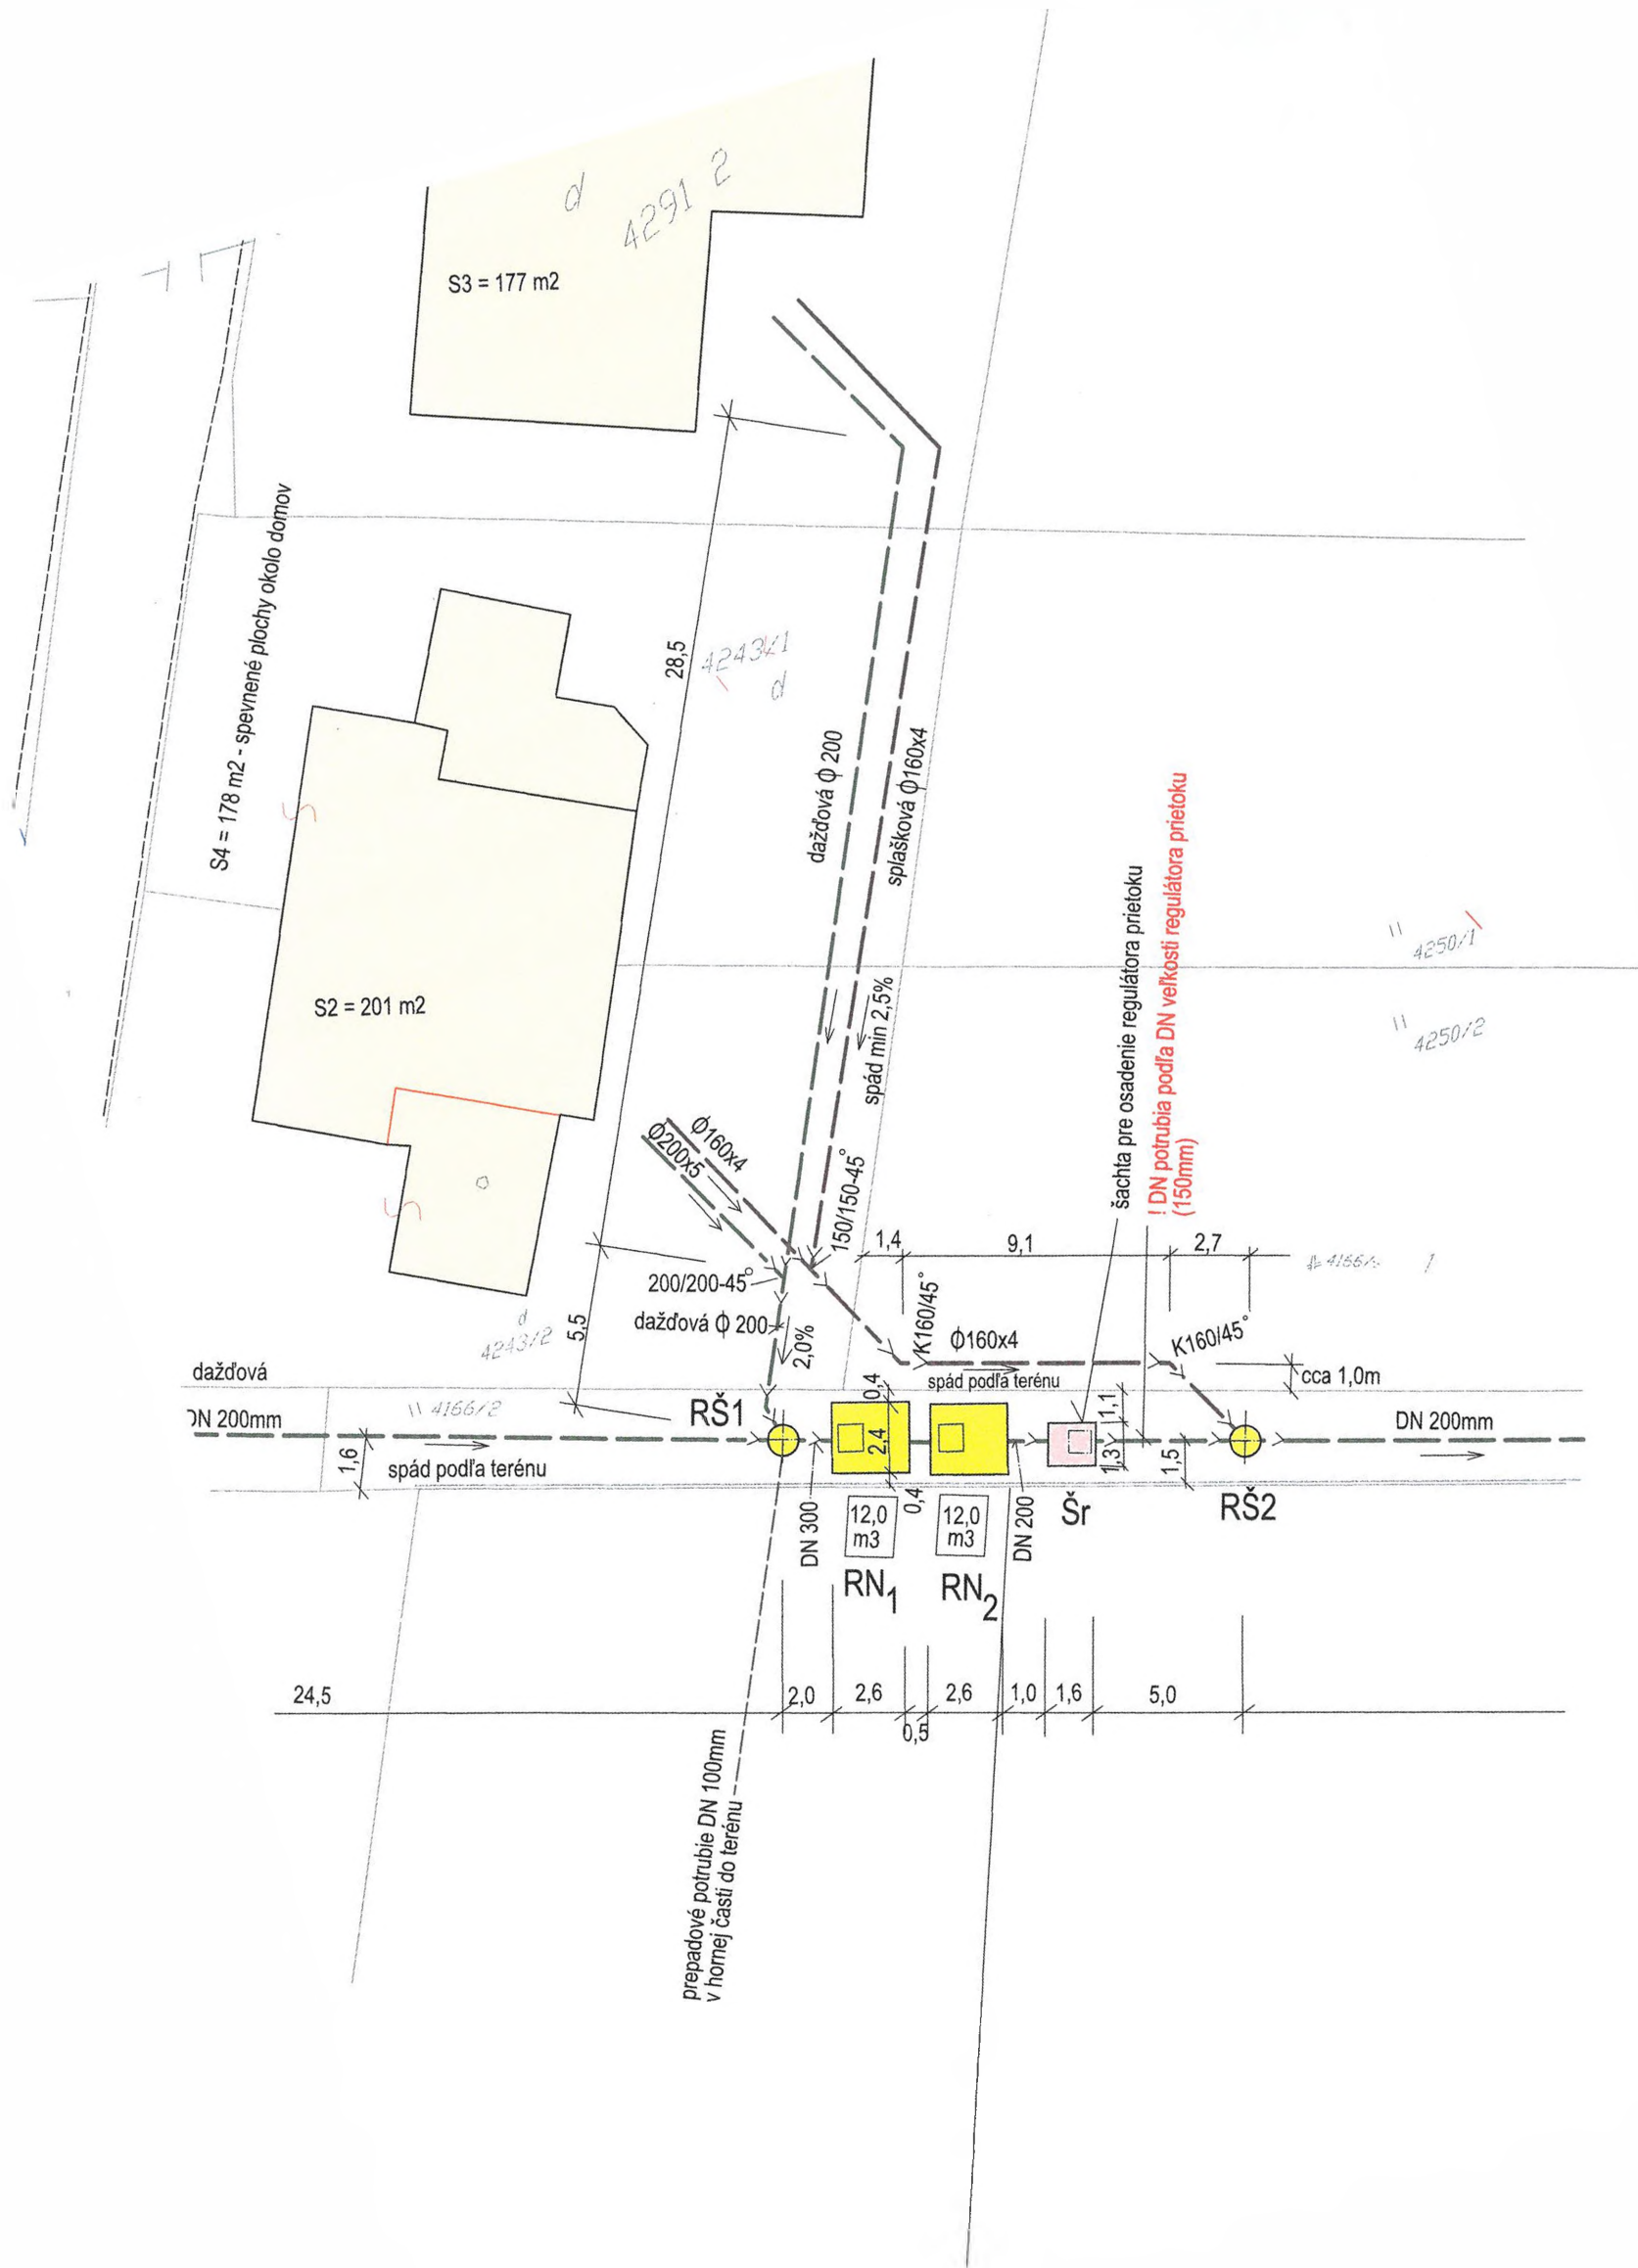 d
4291 2
S3 = 177 m2
S4 = 178 m2 - spevnené plochy okolo domov
28,5
d
dažďová ϕ 200
splašková ϕ160x4
S2 = 201 m2
spád min 2,5%
šachta pre osadenie regulátora prietoku
! DN potrubia podľa DN veľkosti regulátora prietoku
(150mm)
4250/1
4250/2
ϕ160x4
ϕ200x5
150/150-45°
1,4
9,1
2,7
200/200-45°
dažďová ϕ 200
2,0%
K160/45°
ϕ160x4
K160/45°
d
4243/2
5,5
spád podľa terénu
cca 1,0m
dažďová
DN 200mm
4166/2
1,6
spád podľa terénu
RŠ1
0,4
2,4
0,4
1,1
1,3
1,5
DN 200mm
DN 300
12,0
m3
12,0
m3
DN 200
Šr
RŠ2
RN1
RN2
24,5
2,0
2,6
0,5
2,6
1,0
1,6
5,0
prepadové potrubie DN 100mm
v hornej časti do terénu